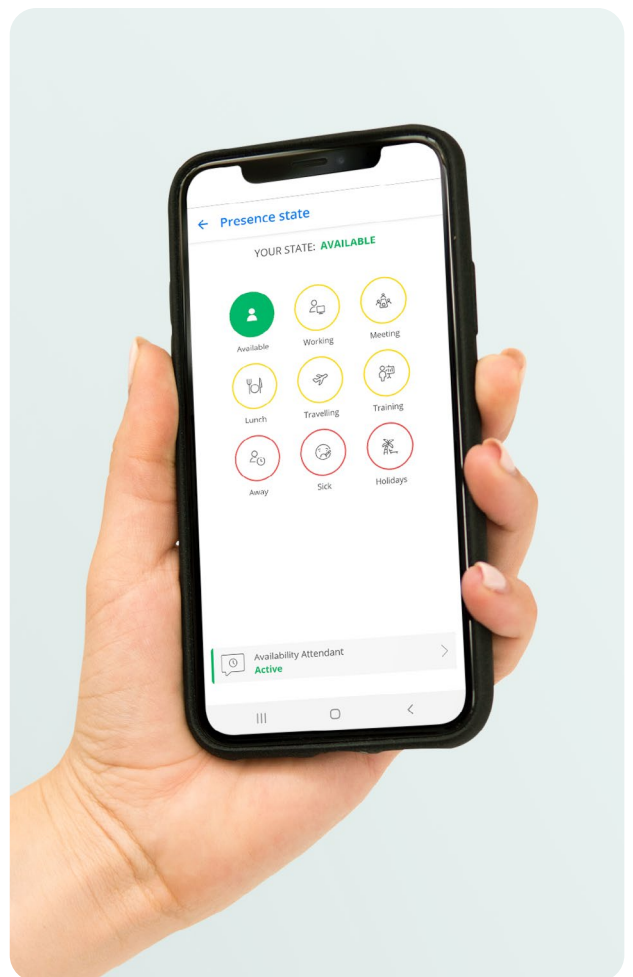 Presence state
YOUR STATE: AVAILABLE
Available
Working
Meeting
Lunch
Travelling
Training
Away
Sick
Holidays
Availability Attendant
Active